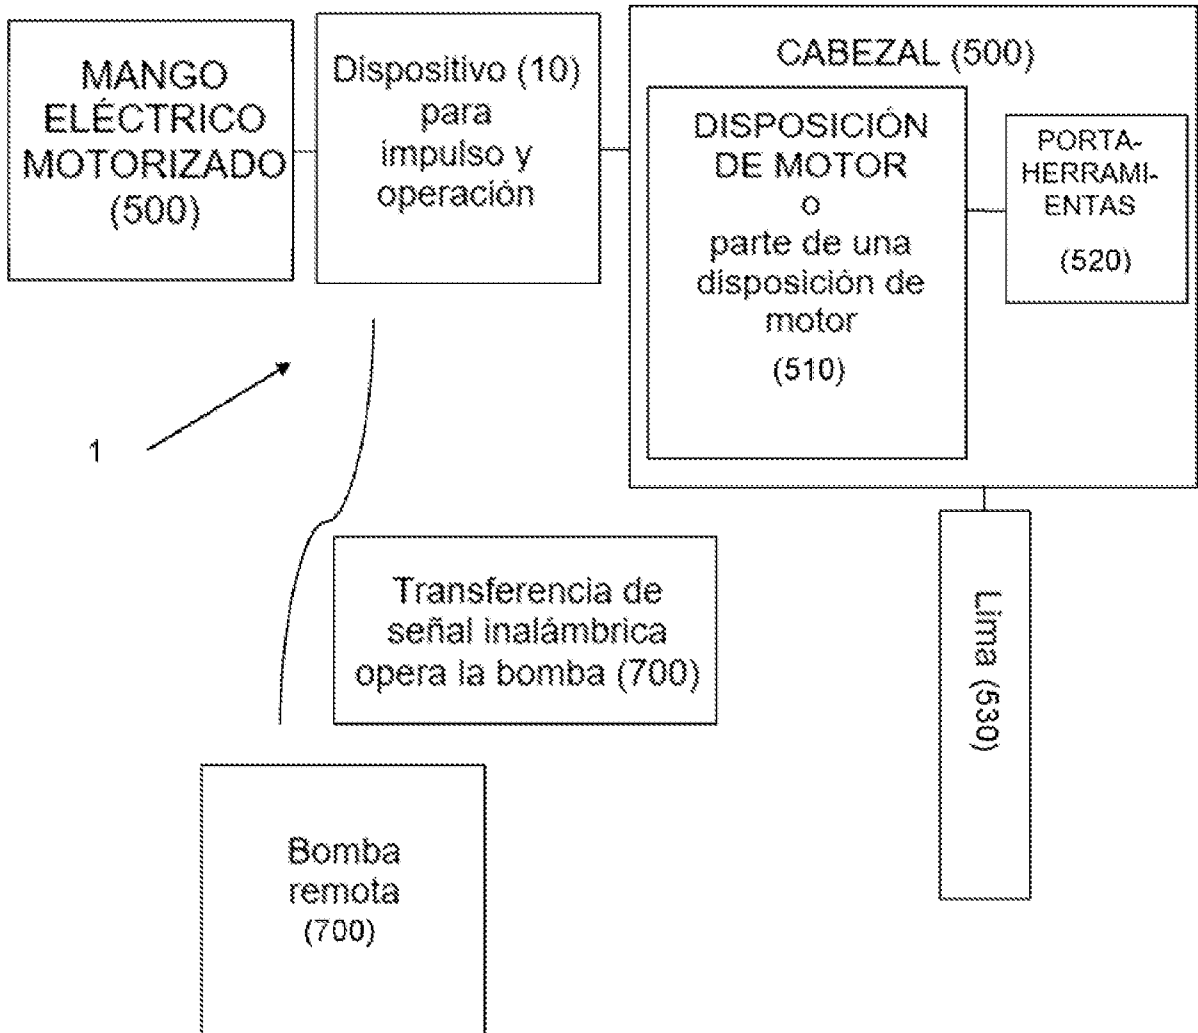 MANGO
ELÉCTRICO
MOTORIZADO
(500)
Dispositivo (10)
para
impulso y
operación
CABEZAL (500)
DISPOSICIÓN
DE MOTOR
o
parte de una
disposición de
motor
(510)
PORTA-
HERRAMI-
ENTAS
(520)
1
Transferencia de
señal inalámbrica
opera la bomba (700)
Lima (530)
Bomba
remota
(700)